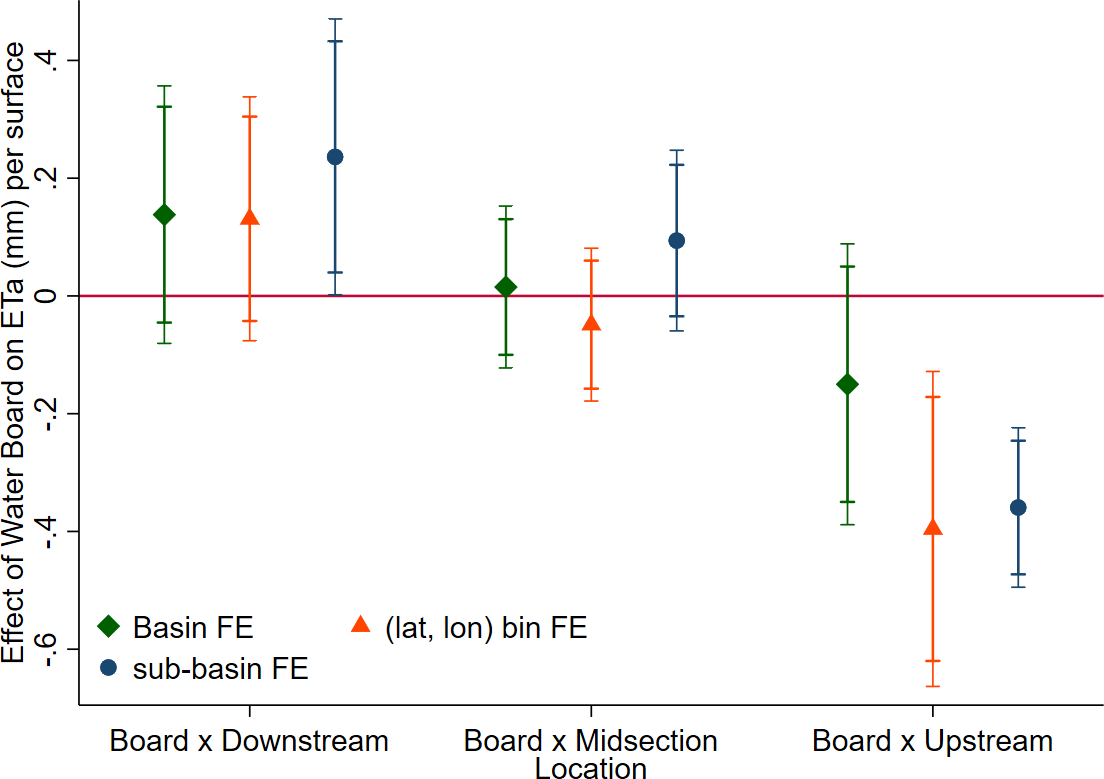 Effect of Water Board on ETa (mm) per surface
.4
.2
0
-.2
-.4
-.6
Basin FE
(lat, lon) bin FE
sub-basin FE
Board x Downstream
Board x Midsection
Board x Upstream
Location